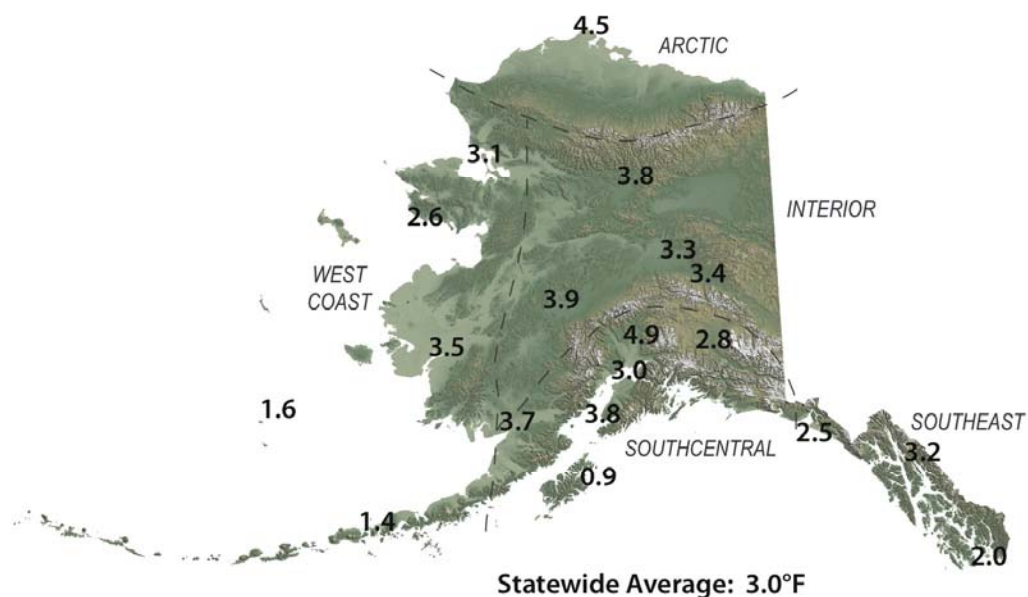 4.5
ARCTIC
3.1
3.8
2.6
INTERIOR
3.3
WEST
COAST
3.4
3.9
4.9
2.8
3.5
3.0
1.6
3.7
3.8
2.5
SOUTHEAST
SOUTHCENTRAL
3.2
0.9
1.4
2.0
Statewide Average: 3.0°F